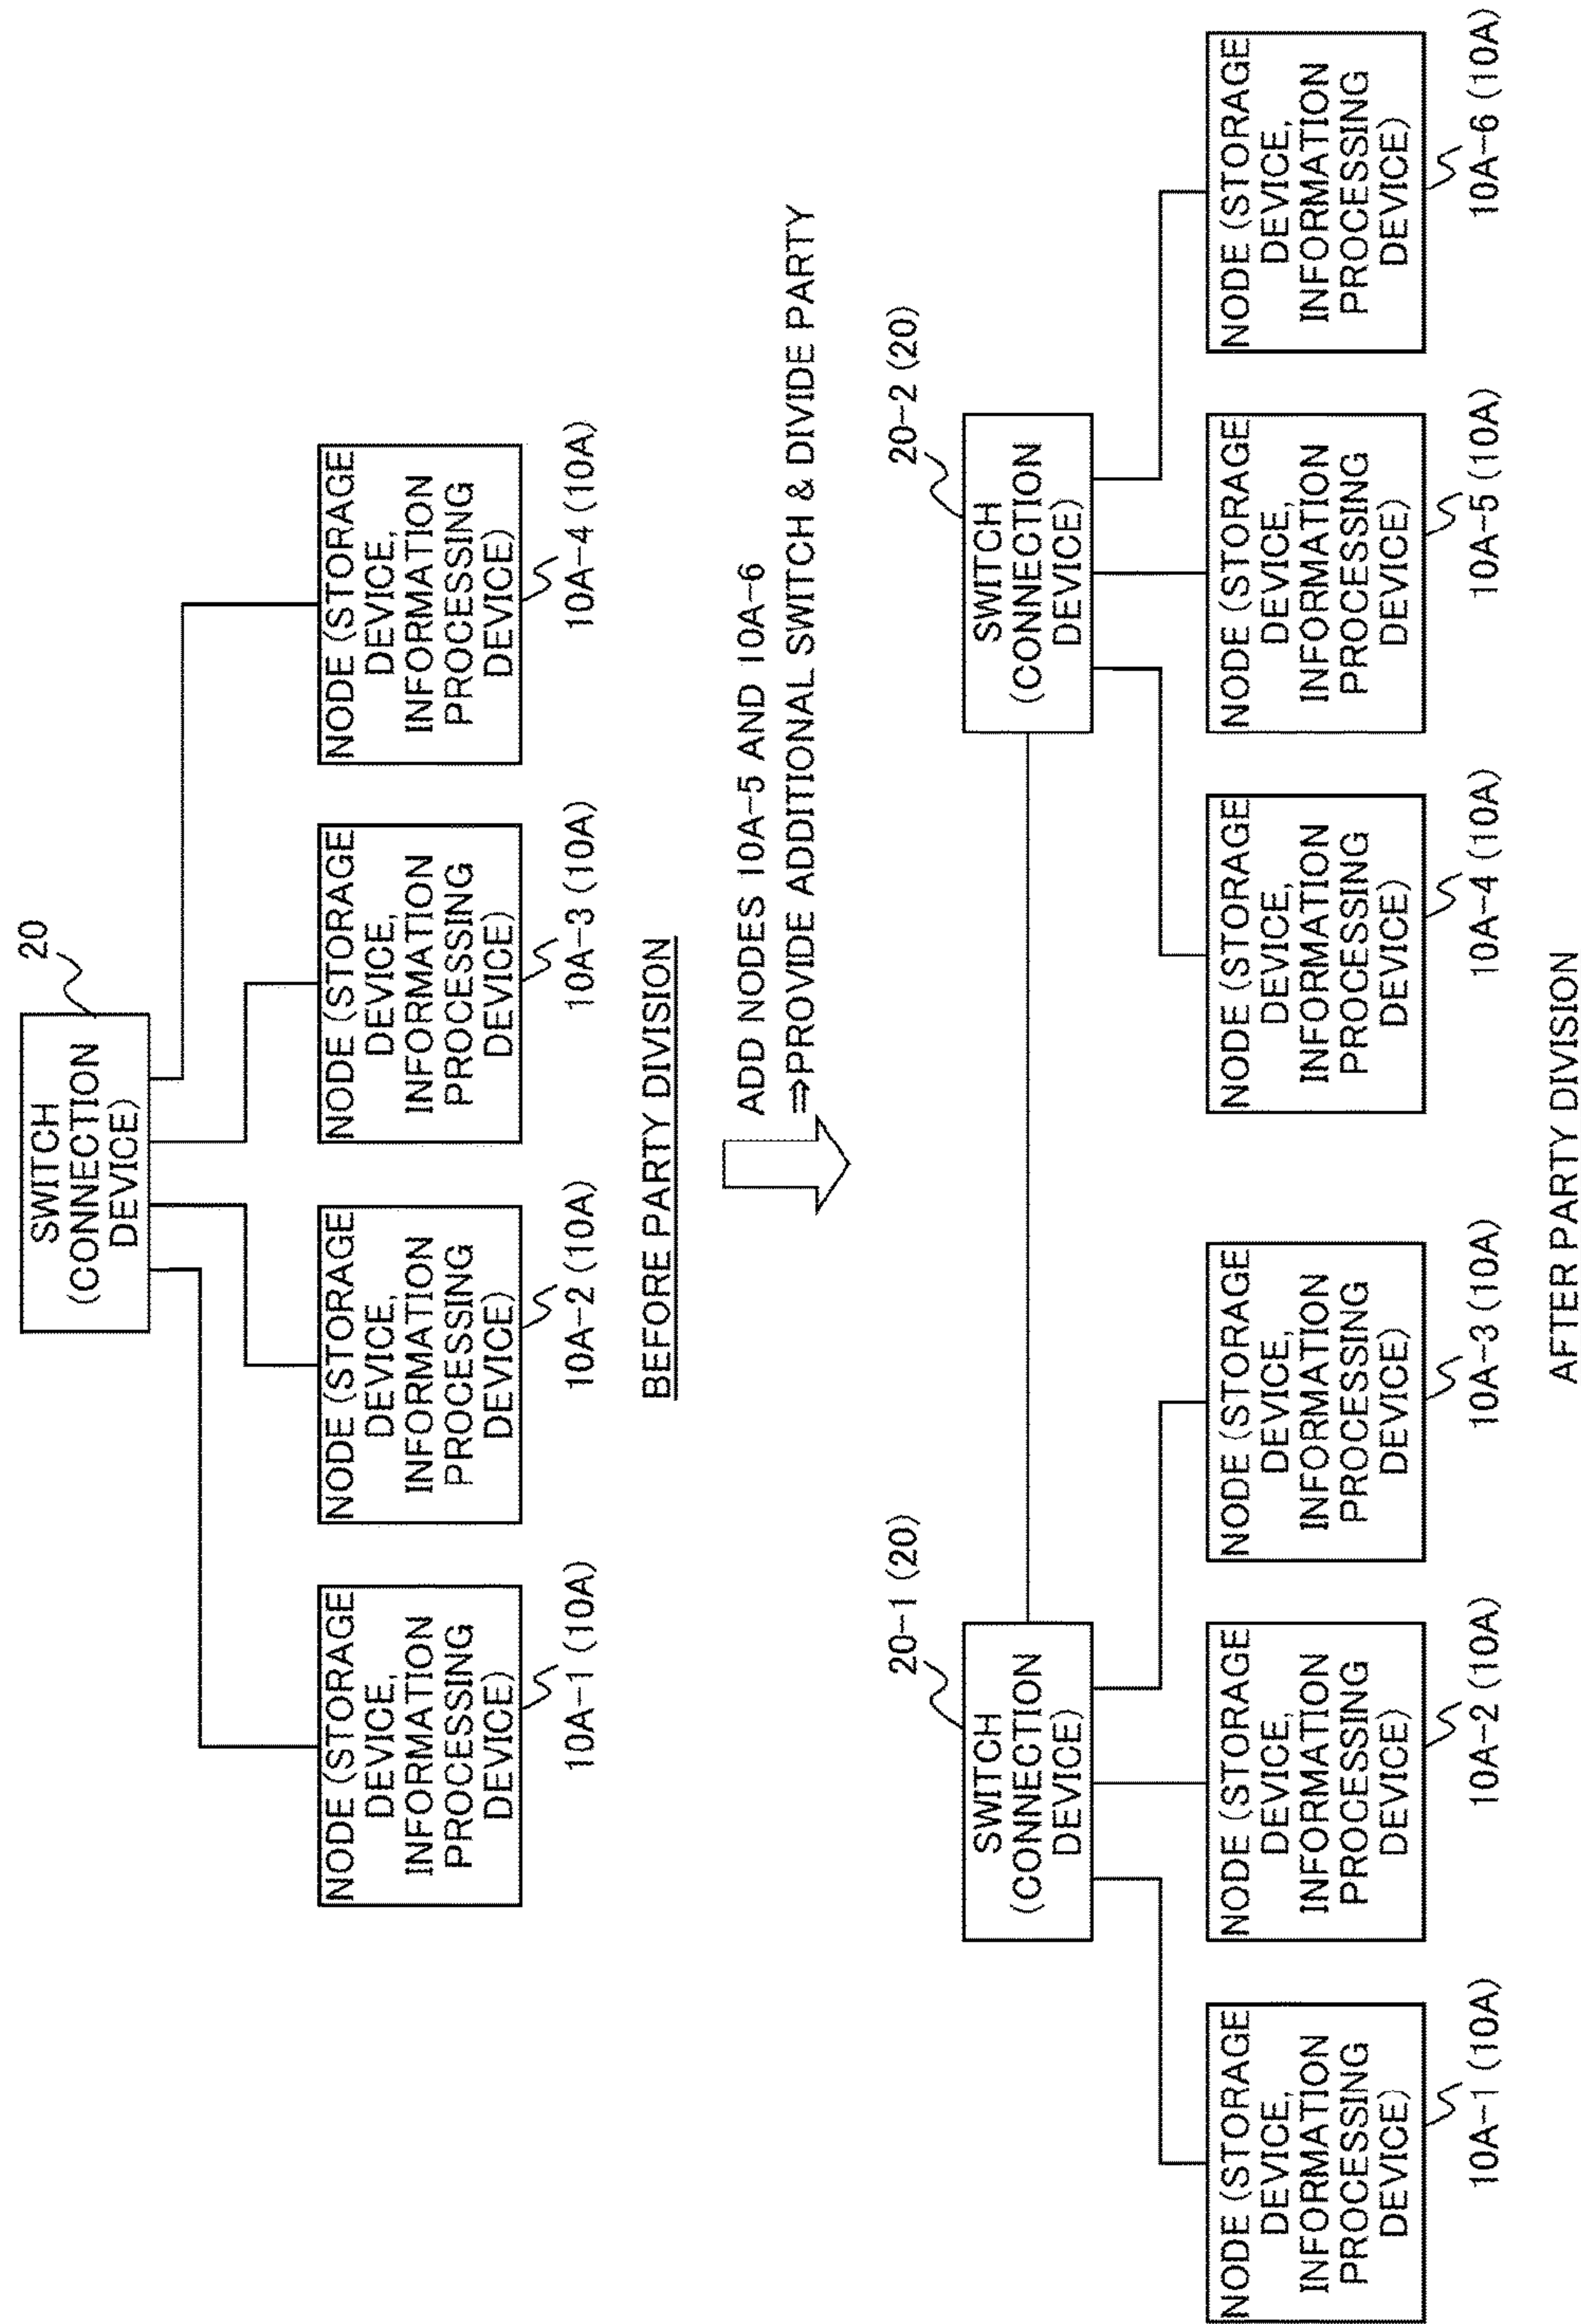 20
SWITCH
(CONNECTION
DEVICE)
NODE (STORAGE
DEVICE,
INFORMATION
PROCESSING
DEVICE)
10A-1 (10A)
NODE (STORAGE
DEVICE,
INFORMATION
PROCESSING
DEVICE)
10A-2 (10A)
NODE (STORAGE
DEVICE,
INFORMATION
PROCESSING
DEVICE)
10A-3 (10A)
NODE (STORAGE
DEVICE,
INFORMATION
PROCESSING
DEVICE)
10A-4 (10A)
BEFORE PARTY DIVISION
ADD NODES 10A-5 AND 10A-6
⇒PROVIDE ADDITIONAL SWITCH & DIVIDE PARTY
20-1 (20)
SWITCH
(CONNECTION
DEVICE)
20-2 (20)
SWITCH
(CONNECTION
DEVICE)
NODE (STORAGE
DEVICE,
INFORMATION
PROCESSING
DEVICE)
10A-1 (10A)
NODE (STORAGE
DEVICE,
INFORMATION
PROCESSING
DEVICE)
10A-2 (10A)
NODE (STORAGE
DEVICE,
INFORMATION
PROCESSING
DEVICE)
10A-3 (10A)
NODE (STORAGE
DEVICE,
INFORMATION
PROCESSING
DEVICE)
10A-4 (10A)
NODE (STORAGE
DEVICE,
INFORMATION
PROCESSING
DEVICE)
10A-5 (10A)
NODE (STORAGE
DEVICE,
INFORMATION
PROCESSING
DEVICE)
10A-6 (10A)
AFTER PARTY DIVISION